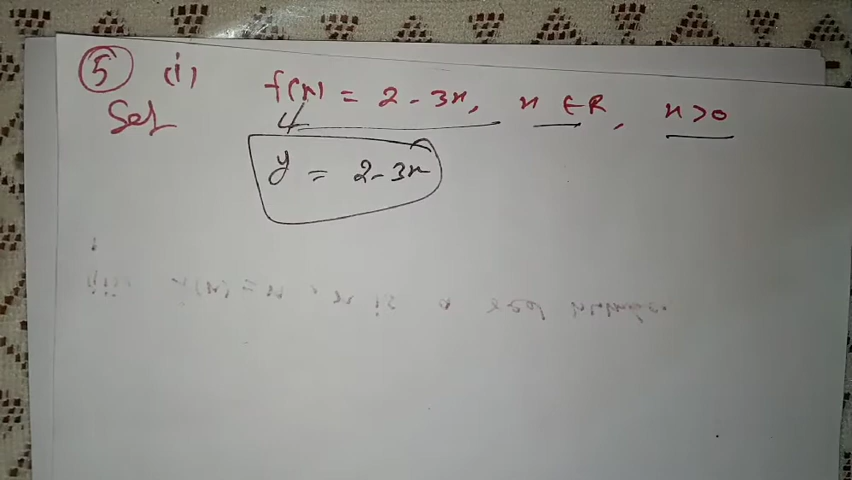 5 (i) f(x) = 2 - 3x, x ∈ R, x > 0
Sol
y
y = 2 - 3x